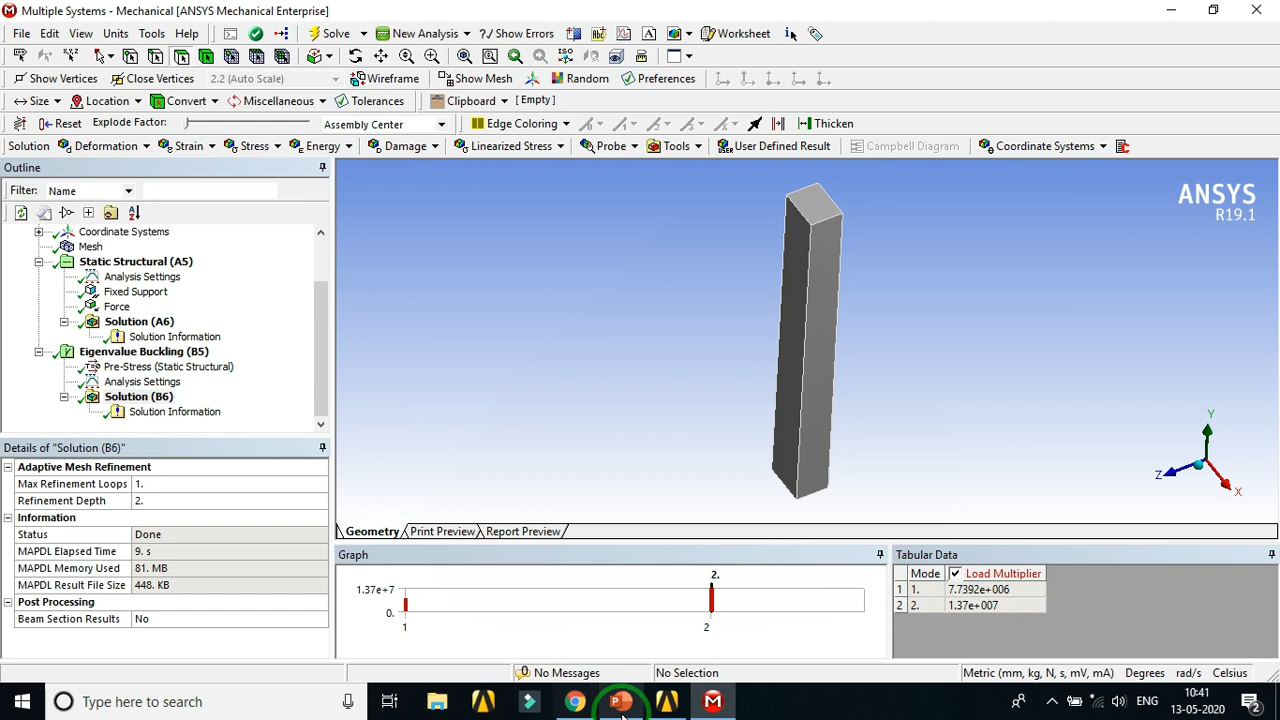 Multiple Systems - Mechanical [ANSYS Mechanical Enterprise]
File Edit View Units Tools Help Solve New Analysis Show Errors Worksheet
Show Vertices Close Vertices 2.2 (Auto Scale) Wireframe Show Mesh Random Preferences
Size Location Convert Miscellaneous Tolerances Clipboard [ Empty ]
Reset Explode Factor: Assembly Center Edge Coloring Thicken
Solution Deformation Strain Stress Energy Damage Linearized Stress Probe Tools User Defined Result Campbell Diagram Coordinate Systems
Outline
Filter: Name
Coordinate Systems
Mesh
Static Structural (A5)
Analysis Settings
Fixed Support
Force
Solution (A6)
Solution Information
Eigenvalue Buckling (B5)
Pre-Stress (Static Structural)
Analysis Settings
Solution (B6)
Solution Information
ANSYS
R19.1
Y
Z
X
Details of "Solution (B6)"
Adaptive Mesh Refinement
Max Refinement Loops 1.
Refinement Depth 2.
Information
Status Done
MAPDL Elapsed Time 9. s
MAPDL Memory Used 81. MB
MAPDL Result File Size 448. KB
Post Processing
Beam Section Results No
Geometry Print Preview Report Preview
Graph
2.
1.37e+7
0.
1 2
Tabular Data
Mode Load Multiplier
1 1. 7.7392e+006
2 2. 1.37e+007
0 No Messages No Selection Metric (mm, kg, N, s, mV, mA) Degrees rad/s Celsius
Type here to search
ENG
10:41
13-05-2020
2